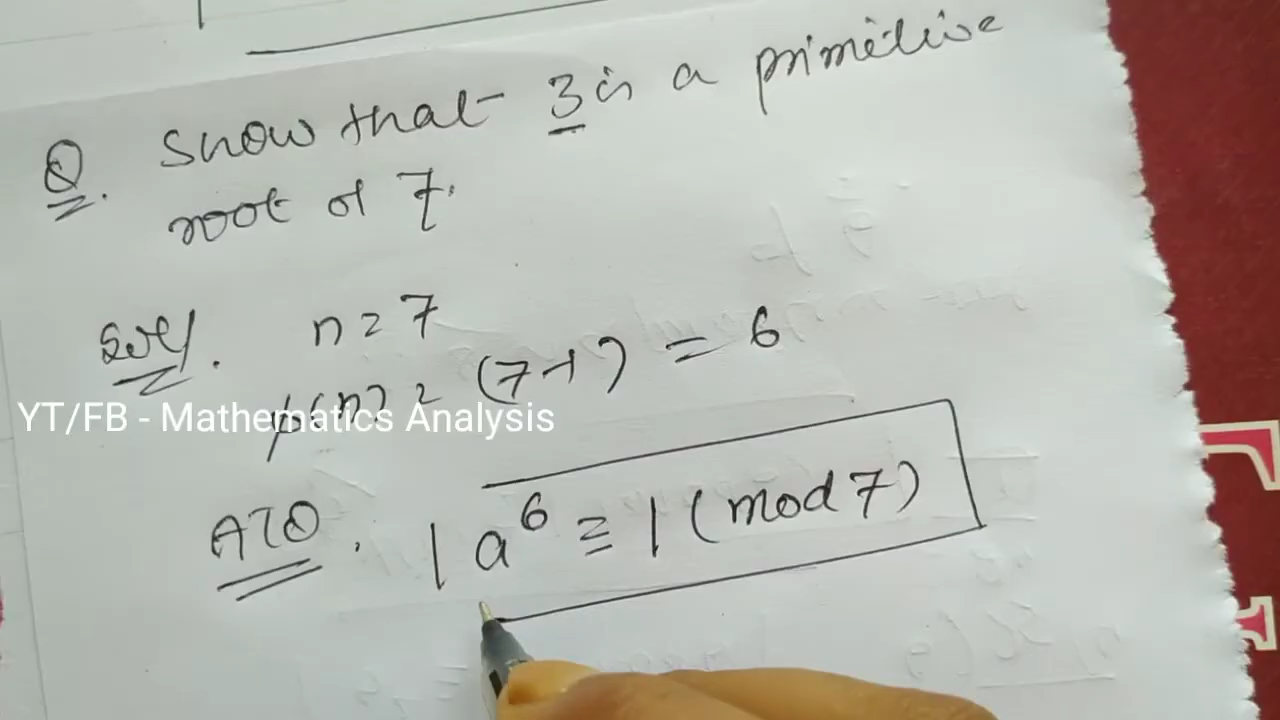 Q. Show that 3 is a primitive
root of 7.
Sol. n = 7
φ(n) = (7-1) = 6
YT/FB - Mathematics Analysis
ATQ. a⁶ ≡ 1 (mod 7)